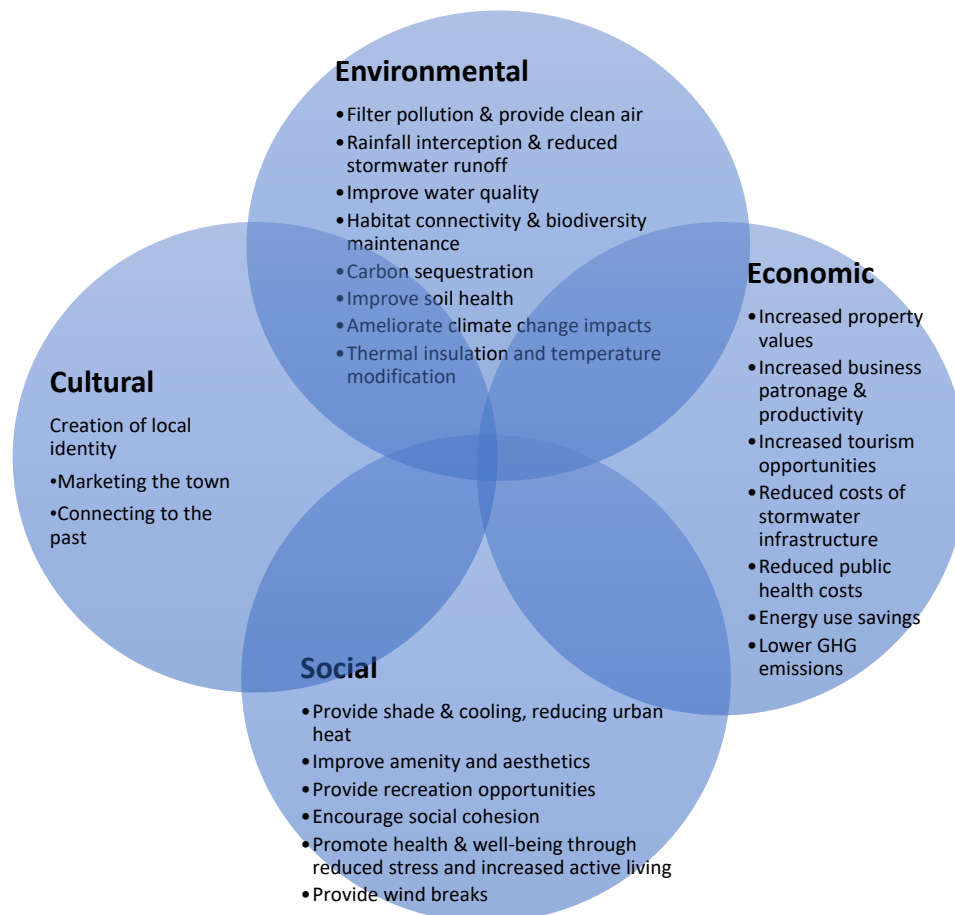 Environmental
•Filter pollution & provide clean air
•Rainfall interception & reduced
stormwater runoff
•Improve water quality
•Habitat connectivity & biodiversity
maintenance
•Carbon sequestration
•Improve soil health
•Ameliorate climate change impacts
•Thermal insulation and temperature
modification
Cultural
Creation of local
identity
•Marketing the town
•Connecting to the
past
Economic
•Increased property
values
•Increased business
patronage &
productivity
•Increased tourism
opportunities
•Reduced costs of
stormwater
infrastructure
•Reduced public
health costs
•Energy use savings
•Lower GHG
emissions
Social
•Provide shade & cooling, reducing urban
heat
•Improve amenity and aesthetics
•Provide recreation opportunities
•Encourage social cohesion
•Promote health & well-being through
reduced stress and increased active living
•Provide wind breaks